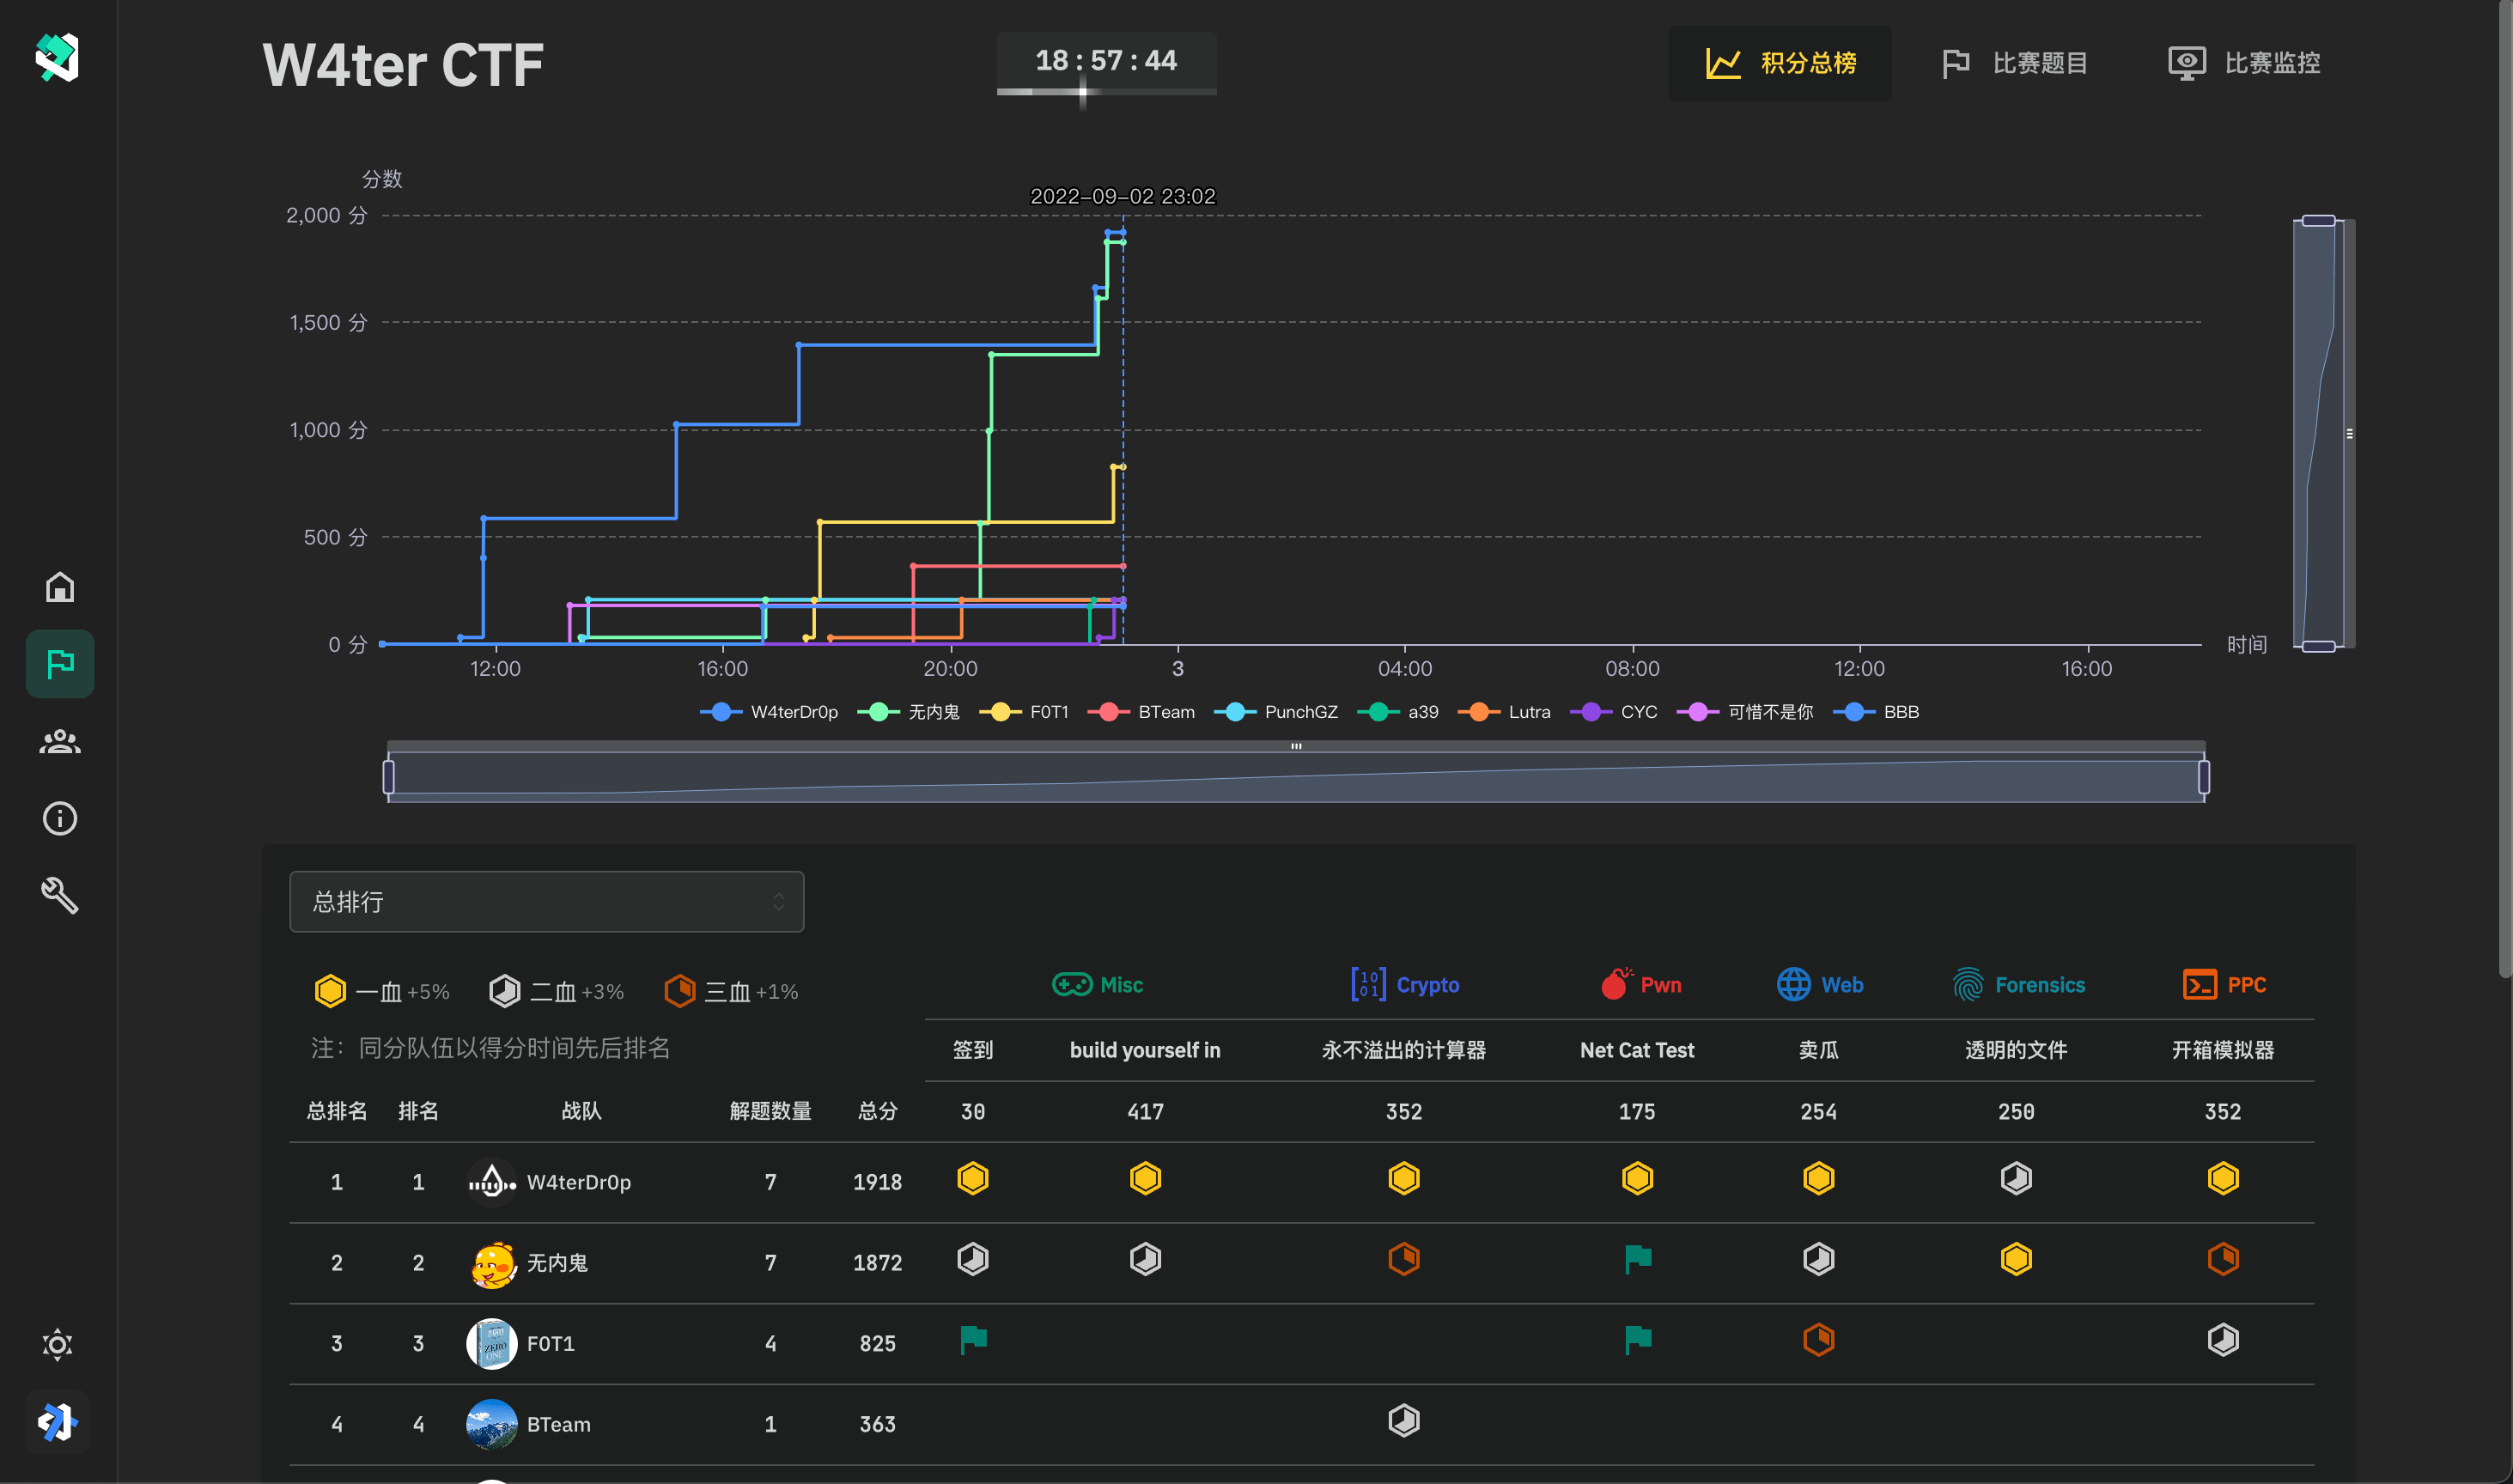 W4ter CTF
18 : 57 : 44
积分总榜
比赛题目
比赛监控
分数
2022-09-02 23:02
2,000 分
1,500 分
1,000 分
500 分
0 分
时间
12:00 16:00 20:00 3 04:00 08:00 12:00 16:00
W4terDr0p 无内鬼 F0T1 BTeam PunchGZ a39 Lutra CYC 可惜不是你 BBB
总排行
一血 +5% 二血 +3% 三血 +1%
Misc Crypto Pwn Web Forensics PPC
注：同分队伍以得分时间先后排名
签到 build yourself in 永不溢出的计算器 Net Cat Test 卖瓜 透明的文件 开箱模拟器
总排名 排名 战队 解题数量 总分 30 417 352 175 254 250 352
1 1 W4terDr0p 7 1918
2 2 无内鬼 7 1872
3 3 F0T1 4 825
4 4 BTeam 1 363